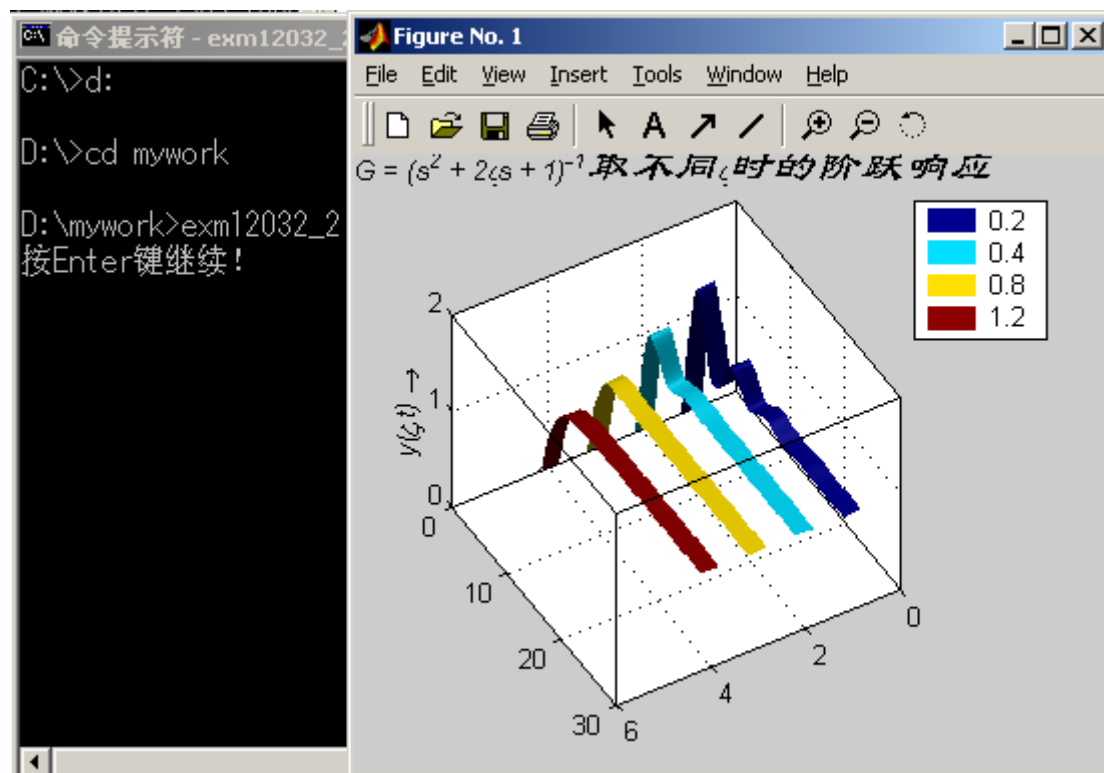 命令提示符 - exm12032_2
C:\>d:
D:\>cd mywork
D:\mywork>exm12032_2
按Enter键继续!
Figure No. 1
File Edit View Insert Tools Window Help
G = (s² + 2ζs + 1)⁻¹取不同ζ时的阶跃响应
0.2
0.4
0.8
1.2
y(ζ,t) →
2
1
0
0
10
20
30
6
4
2
0